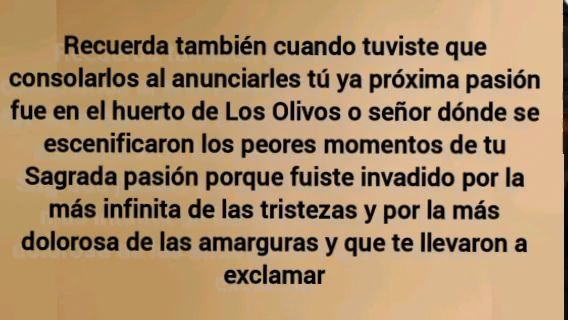 Recuerda también cuando tuviste que
consolarlos al anunciarles tú ya próxima pasión
fue en el huerto de Los Olivos o señor dónde se
escenificaron los peores momentos de tu
Sagrada pasión porque fuiste invadido por la
más infinita de las tristezas y por la más
dolorosa de las amarguras y que te llevaron a
exclamar